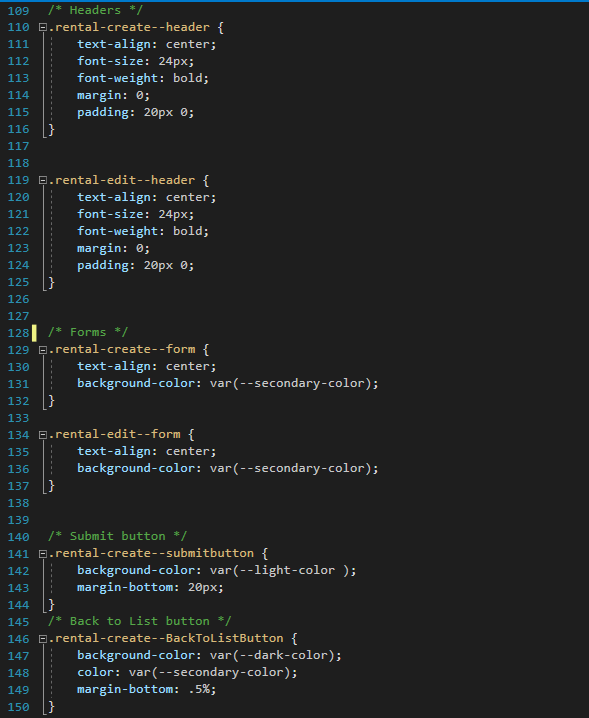 109 /* Headers */
110 .rental-create--header {
111 text-align: center;
112 font-size: 24px;
113 font-weight: bold;
114 margin: 0;
115 padding: 20px 0;
116 }
117
118
119 .rental-edit--header {
120 text-align: center;
121 font-size: 24px;
122 font-weight: bold;
123 margin: 0;
124 padding: 20px 0;
125 }
126
127
128 /* Forms */
129 .rental-create--form {
130 text-align: center;
131 background-color: var(--secondary-color);
132 }
133
134 .rental-edit--form {
135 text-align: center;
136 background-color: var(--secondary-color);
137 }
138
139
140 /* Submit button */
141 .rental-create--submitbutton {
142 background-color: var(--light-color );
143 margin-bottom: 20px;
144 }
145 /* Back to List button */
146 .rental-create--BackToListButton {
147 background-color: var(--dark-color);
148 color: var(--secondary-color);
149 margin-bottom: .5%;
150 }